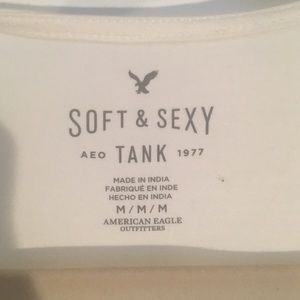 SOFT & SEXY
AEO TANK 1977
MADE IN INDIA
FABRIQUÉ EN INDE
HECHO EN INDIA
M / M / M
AMERICAN EAGLE
OUTFITTERS